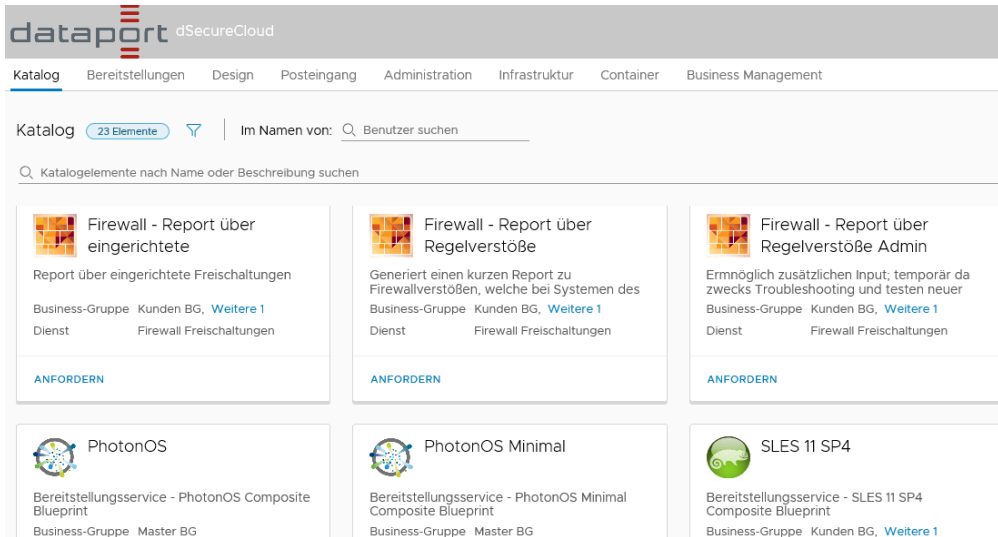 dataport dSecureCloud
Katalog Bereitstellungen Design Posteingang Administration Infrastruktur Container Business Management
Katalog 23 Elemente Im Namen von: Benutzer suchen
Katalogelemente nach Name oder Beschreibung suchen
Firewall - Report über
eingerichtete
Report über eingerichtete Freischaltungen
Business-Gruppe Kunden BG, Weitere 1
Dienst Firewall Freischaltungen
ANFORDERN
Firewall - Report über
Regelverstöße
Generiert einen kurzen Report zu
Firewallverstößen, welche bei Systemen des
Business-Gruppe Kunden BG, Weitere 1
Dienst Firewall Freischaltungen
ANFORDERN
Firewall - Report über
Regelverstöße Admin
Ermnöglich zusätzlichen Input; temporär da
zwecks Troubleshooting und testen neuer
Business-Gruppe Kunden BG, Weitere 1
Dienst Firewall Freischaltungen
ANFORDERN
PhotonOS
Bereitstellungsservice - PhotonOS Composite
Blueprint
Business-Gruppe Master BG
PhotonOS Minimal
Bereitstellungsservice - PhotonOS Minimal
Composite Blueprint
Business-Gruppe Master BG
SLES 11 SP4
Bereitstellungsservice - SLES 11 SP4
Composite Blueprint
Business-Gruppe Kunden BG, Weitere 1